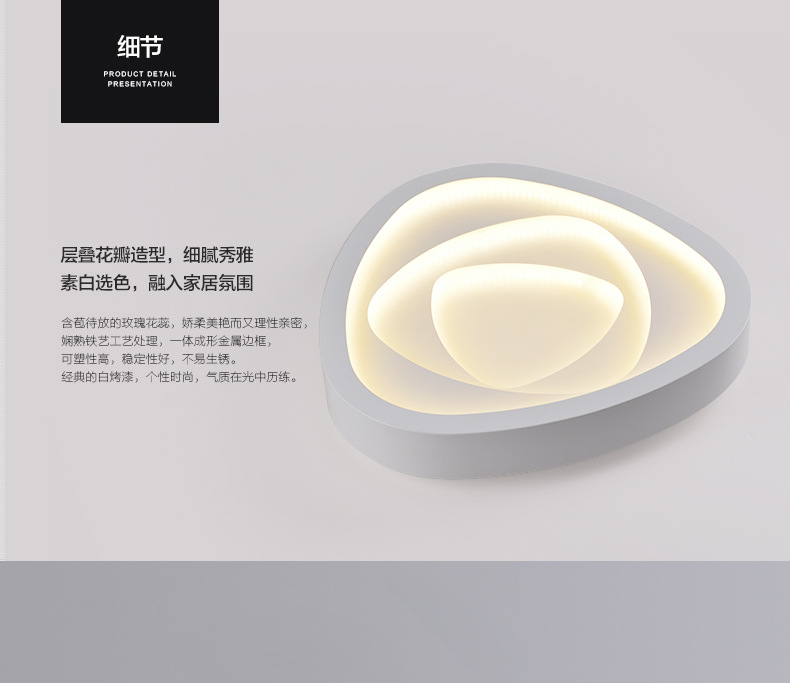 细节
PRODUCT DETAIL
PRESENTATION
层叠花瓣造型，细腻秀雅
素白选色，融入家居氛围
含苞待放的玫瑰花蕊，娇柔美艳而又理性亲密，
娴熟铁艺工艺处理，一体成形金属边框，
可塑性高，稳定性好，不易生锈。
经典的白烤漆，个性时尚，气质在光中历练。